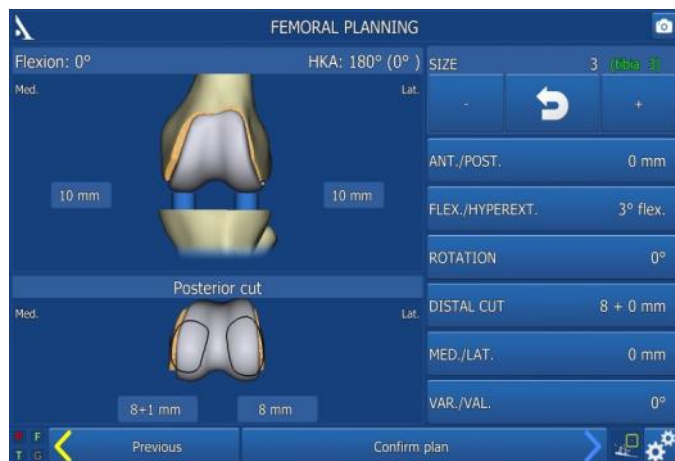 FEMORAL PLANNING
Flexion: 0° HKA: 180° (0° )
Med. Lat.
10 mm 10 mm
Posterior cut
Med. Lat.
8+1 mm 8 mm
SIZE 3 (tibia 3)
- +
ANT./POST. 0 mm
FLEX./HYPEREXT. 3° flex.
ROTATION 0°
DISTAL CUT 8 + 0 mm
MED./LAT. 0 mm
VAR./VAL. 0°
F
T G
Previous Confirm plan